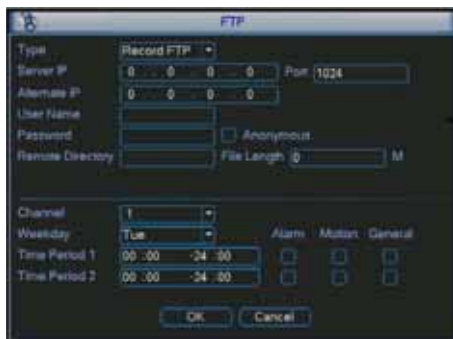 FTP
Type Record FTP
Server IP 0 . 0 . 0 . 0 Port 1024
Alternate IP 0 . 0 . 0 . 0
User Name
Password Anonymous
Remote Directory File Length 0 M
Channel 1
Weekday Tue Alarm Motion General
Time Period 1 00 :00 -24 :00
Time Period 2 00 :00 -24 :00
OK Cancel